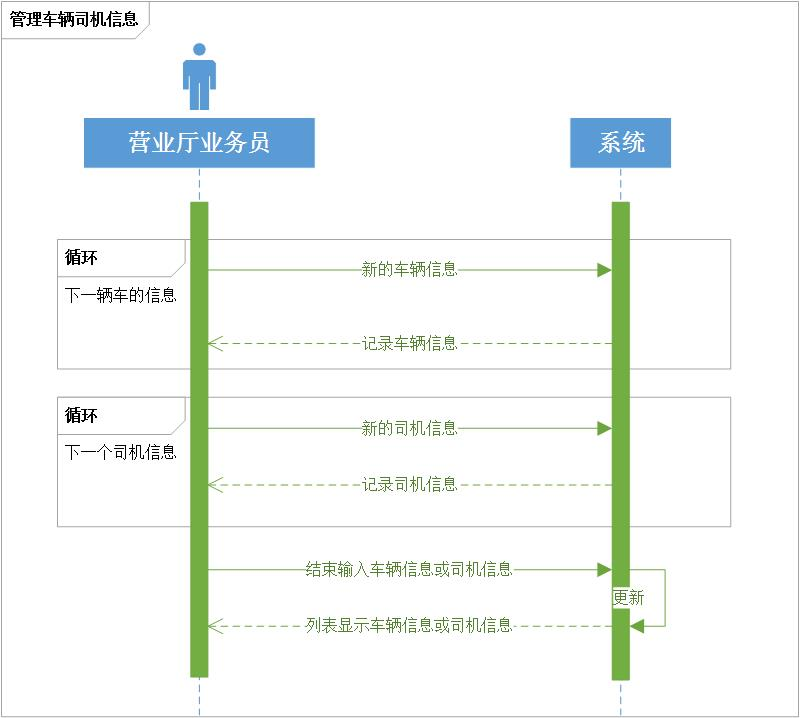 管理车辆司机信息
营业厅业务员
系统
循环
下一辆车的信息
新的车辆信息
记录车辆信息
循环
下一个司机信息
新的司机信息
记录司机信息
结束输入车辆信息或司机信息
更新
列表显示车辆信息或司机信息